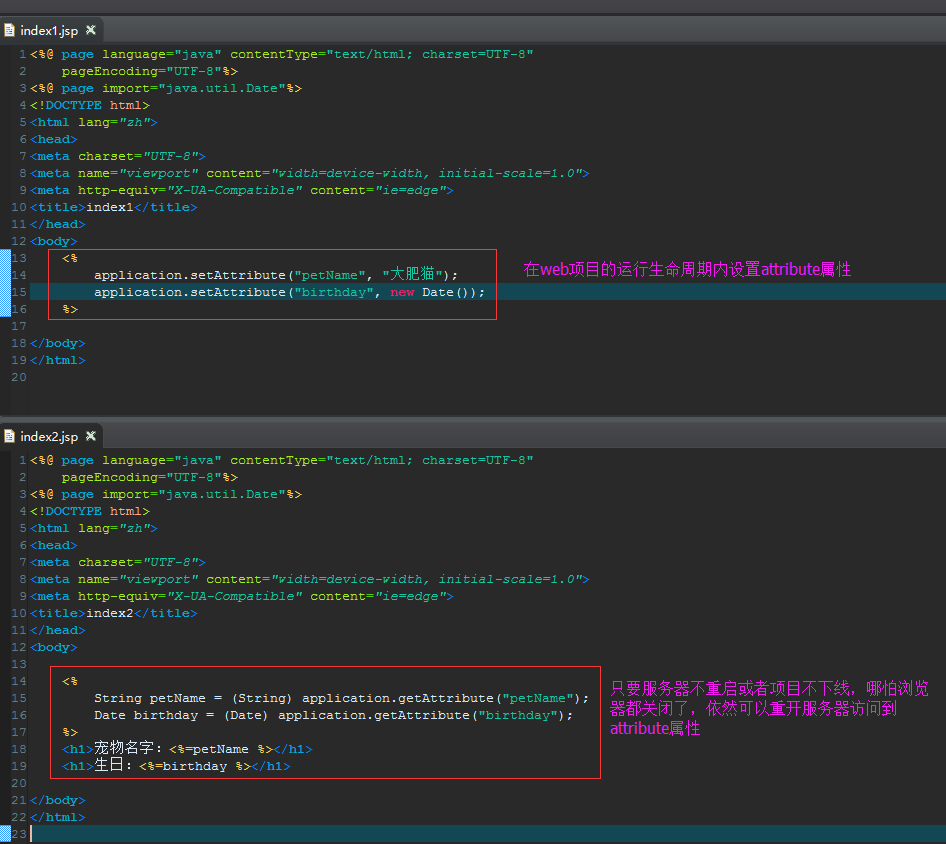 index1.jsp
1 <%@ page language="java" contentType="text/html; charset=UTF-8"
2     pageEncoding="UTF-8"%>
3 <%@ page import="java.util.Date"%>
4 <!DOCTYPE html>
5 <html lang="zh">
6 <head>
7 <meta charset="UTF-8">
8 <meta name="viewport" content="width=device-width, initial-scale=1.0">
9 <meta http-equiv="X-UA-Compatible" content="ie=edge">
10 <title>index1</title>
11 </head>
12 <body>
13     <%
14         application.setAttribute("petName", "大肥猫");
在web项目的运行生命周期内设置attribute属性
15         application.setAttribute("birthday", new Date());
16     %>
17
18 </body>
19 </html>
20
index2.jsp
1 <%@ page language="java" contentType="text/html; charset=UTF-8"
2     pageEncoding="UTF-8"%>
3 <%@ page import="java.util.Date"%>
4 <!DOCTYPE html>
5 <html lang="zh">
6 <head>
7 <meta charset="UTF-8">
8 <meta name="viewport" content="width=device-width, initial-scale=1.0">
9 <meta http-equiv="X-UA-Compatible" content="ie=edge">
10 <title>index2</title>
11 </head>
12 <body>
13
14     <%
15         String petName = (String) application.getAttribute("petName");
16         Date birthday = (Date) application.getAttribute("birthday");
17     %>
18     <h1>宠物名字：<%=petName %></h1>
19     <h1>生日：<%=birthday %></h1>
只要服务器不重启或者项目不下线，哪怕浏览
器都关闭了，依然可以重开服务器访问到
attribute属性
20
21 </body>
22 </html>
23